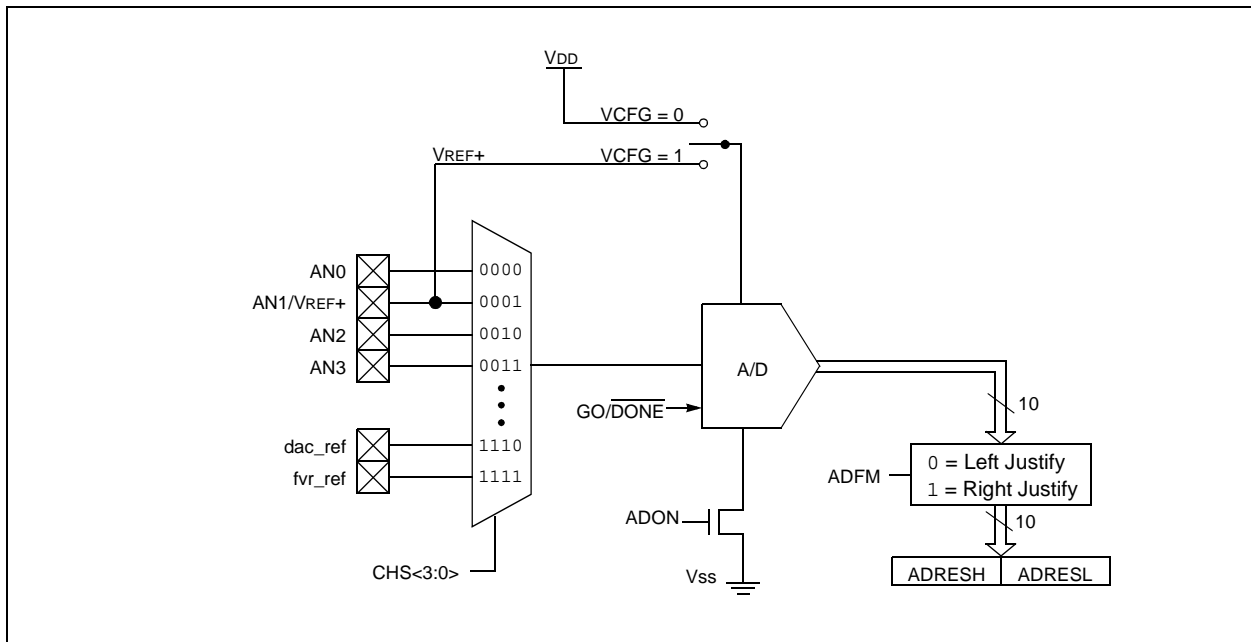 VDD
VCFG = 0
VREF+
VCFG = 1
AN0
0000
AN1/VREF+
0001
AN2
0010
AN3
0011
A/D
GO/DONE
10
dac_ref
1110
fvr_ref
1111
ADFM
0 = Left Justify
1 = Right Justify
ADON
10
CHS<3:0>
Vss
ADRESH
ADRESL